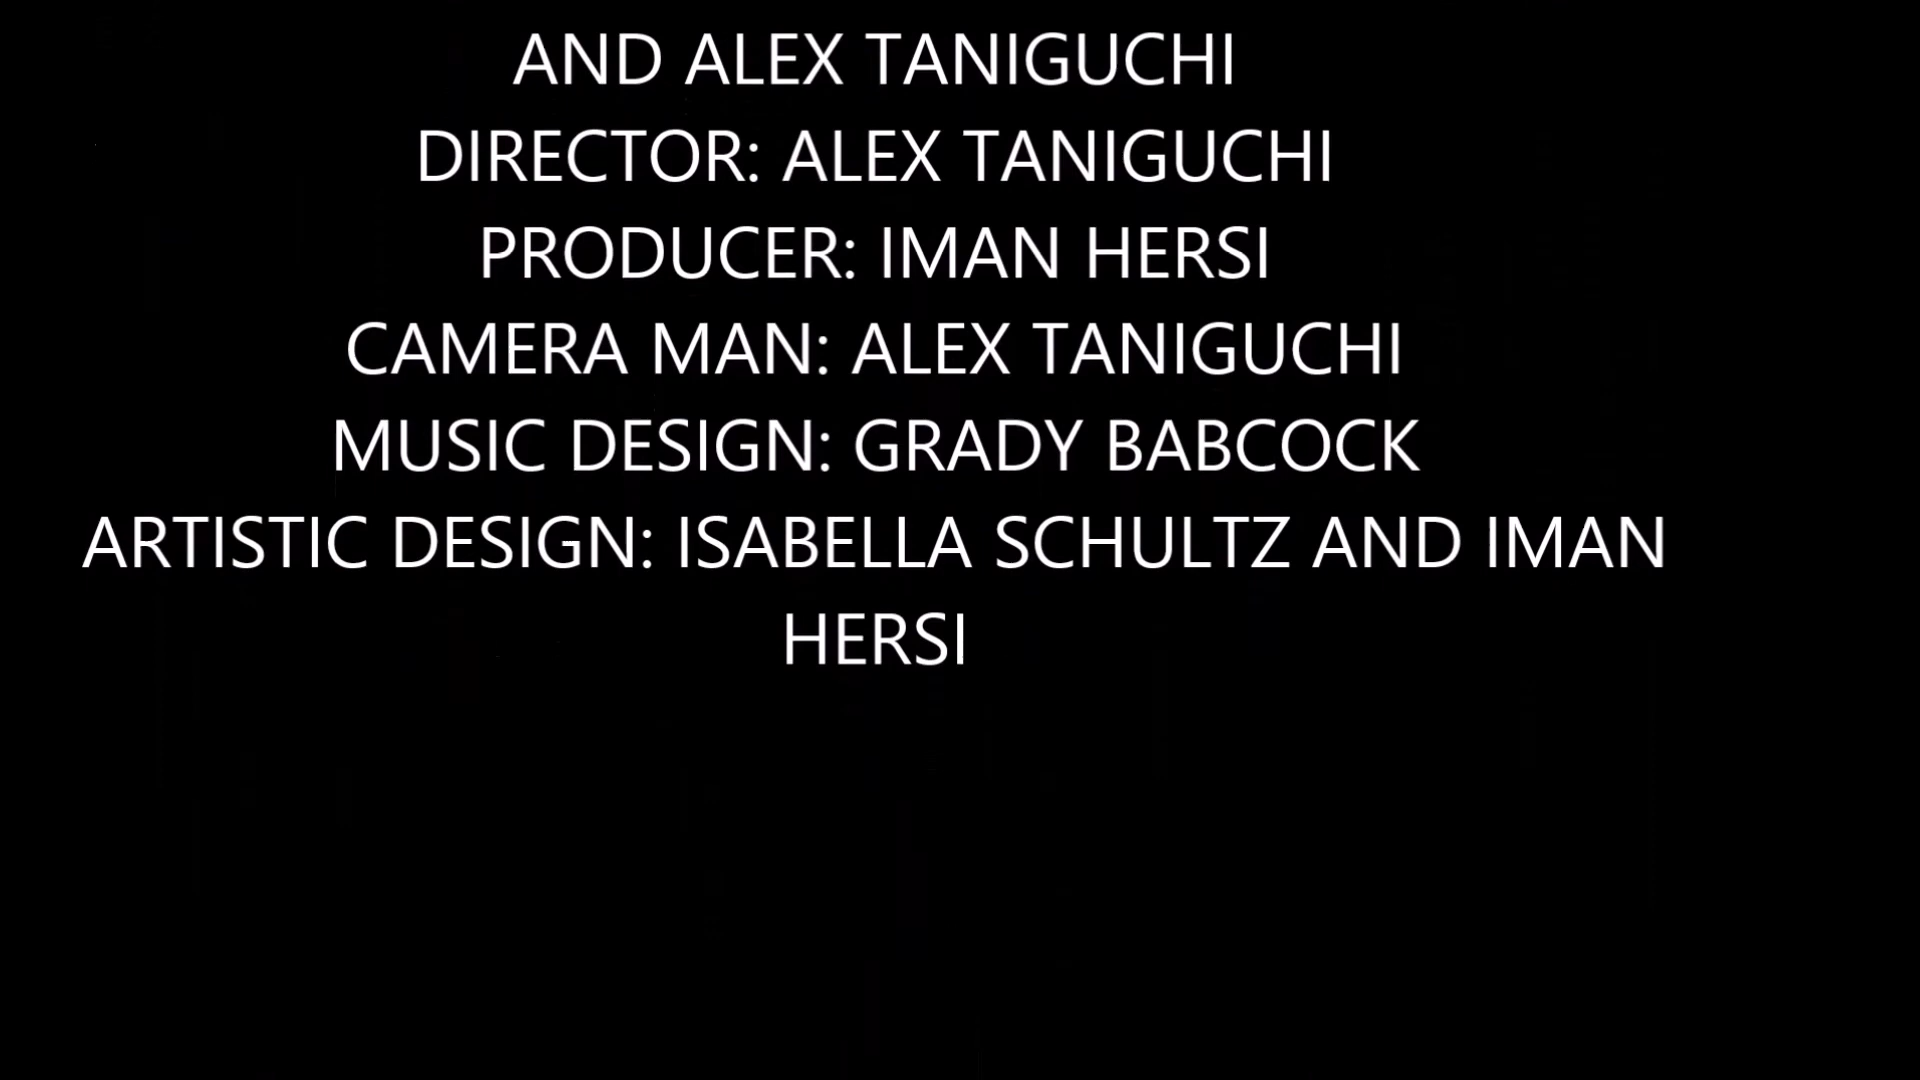 AND ALEX TANIGUCHI
DIRECTOR: ALEX TANIGUCHI
PRODUCER: IMAN HERSI
CAMERA MAN: ALEX TANIGUCHI
MUSIC DESIGN: GRADY BABCOCK
ARTISTIC DESIGN: ISABELLA SCHULTZ AND IMAN
HERSI